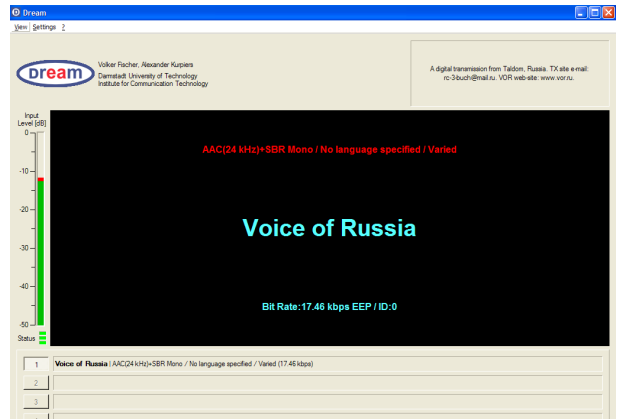 Dream
View Settings ?
Dream
Volker Fischer, Alexander Kurpiers
Darmstadt University of Technology
Institute for Communication Technology
A digital transmission from Taldom, Russia. TX site e-mail:
rc-3-buch@mail.ru. VOR web-site: www.vor.ru.
Input
Level [dB]
0
-10
-20
-30
-40
-50
Status
AAC(24 kHz)+SBR Mono / No language specified / Varied
Voice of Russia
Bit Rate:17.46 kbps EEP / ID:0
1 Voice of Russia | AAC(24 kHz)+SBR Mono / No language specified / Varied (17.46 kbps)
2
3